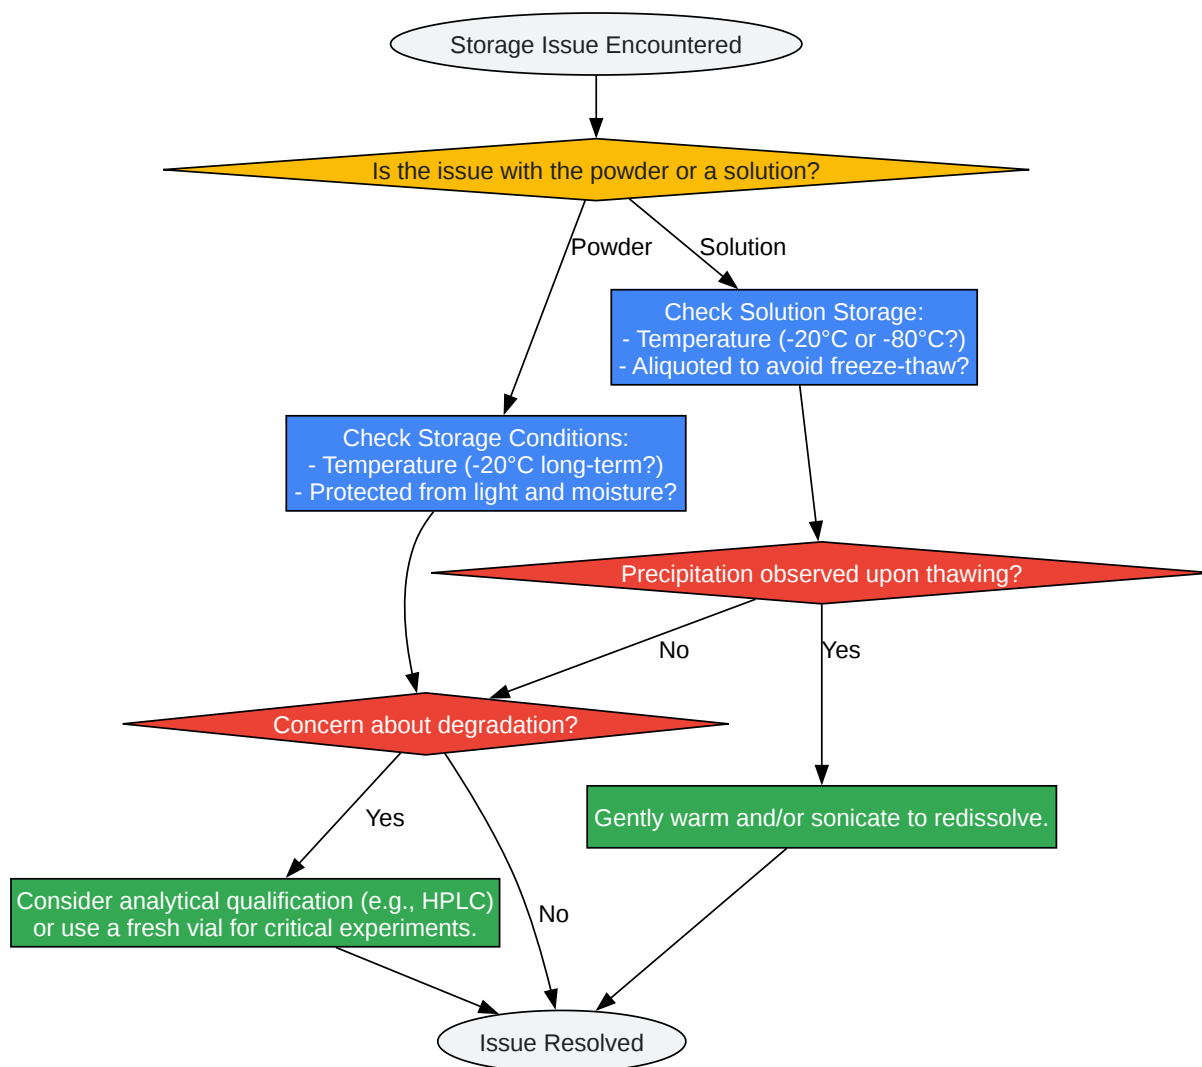 Storage Issue Encountered
Is the issue with the powder or a solution?
Powder
Solution
Check Solution Storage:
- Temperature (-20°C or -80°C?)
- Aliquoted to avoid freeze-thaw?
Check Storage Conditions:
- Temperature (-20°C long-term?)
- Protected from light and moisture?
Precipitation observed upon thawing?
No
Yes
Concern about degradation?
Yes
Gently warm and/or sonicate to redissolve.
Consider analytical qualification (e.g., HPLC)
or use a fresh vial for critical experiments.
No
Issue Resolved